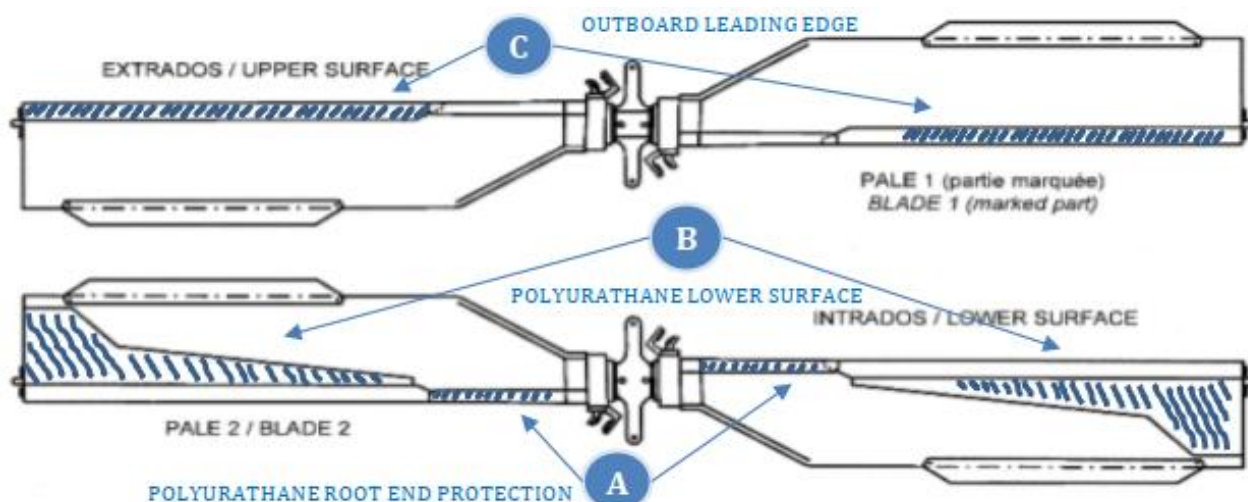 OUTBOARD LEADING EDGE
C
EXTRADOS / UPPER SURFACE
PALE 1 (partie marquée)
BLADE 1 (marked part)
B
POLYURATHANE LOWER SURFACE
INTRADOS / LOWER SURFACE
PALE 2 / BLADE 2
A
POLYURATHANE ROOT END PROTECTION